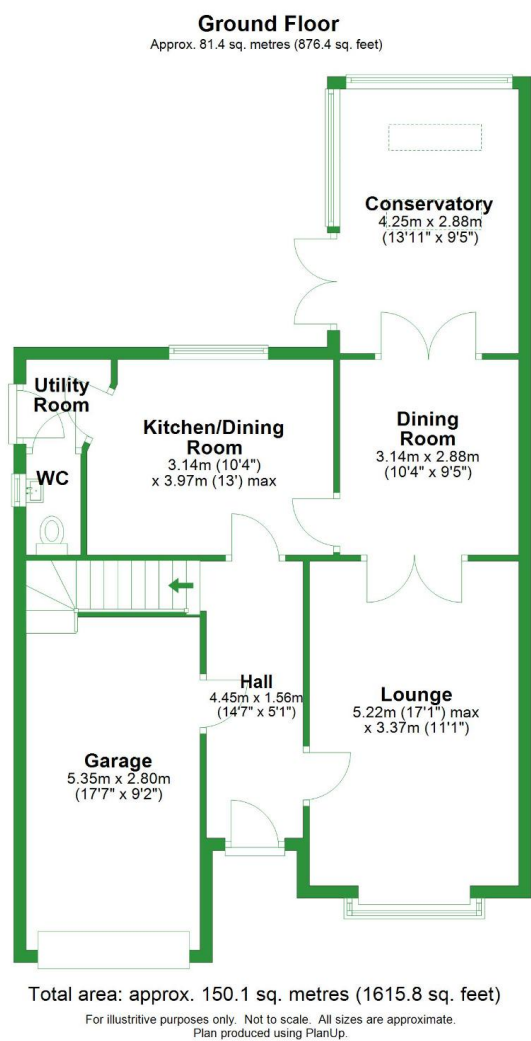 Ground Floor
Approx. 81.4 sq. metres (876.4 sq. feet)
Conservatory
4.25m x 2.88m
(13'11" x 9'5")
Utility
Room
Kitchen/Dining
Room
3.14m (10'4")
x 3.97m (13') max
Dining
Room
3.14m x 2.88m
(10'4" x 9'5")
WC
Hall
4.45m x 1.56m
(14'7" x 5'1")
Lounge
5.22m (17'1") max
x 3.37m (11'1")
Garage
5.35m x 2.80m
(17'7" x 9'2")
Total area: approx. 150.1 sq. metres (1615.8 sq. feet)
For illustritive purposes only. Not to scale. All sizes are approximate.
Plan produced using PlanUp.